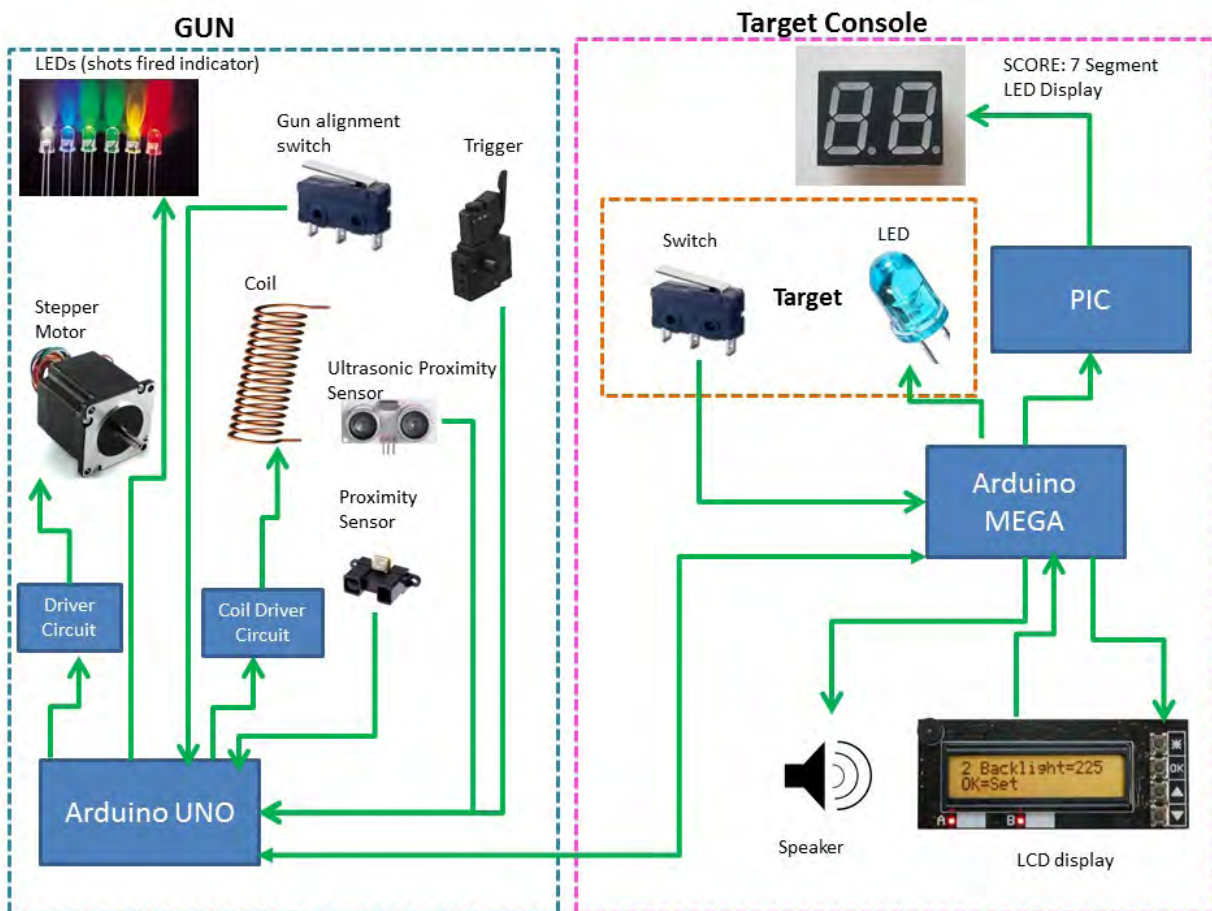 GUN
LEDs (shots fired indicator)
Gun alignment
switch
Trigger
Stepper
Motor
Coil
Ultrasonic Proximity
Sensor
Proximity
Sensor
Driver
Circuit
Coil Driver
Circuit
Arduino UNO
Target Console
88
SCORE: 7 Segment
LED Display
Switch
Target
LED
PIC
Arduino
MEGA
Speaker
2 Backlight=225
OK=Set
OK
A
B
LCD display